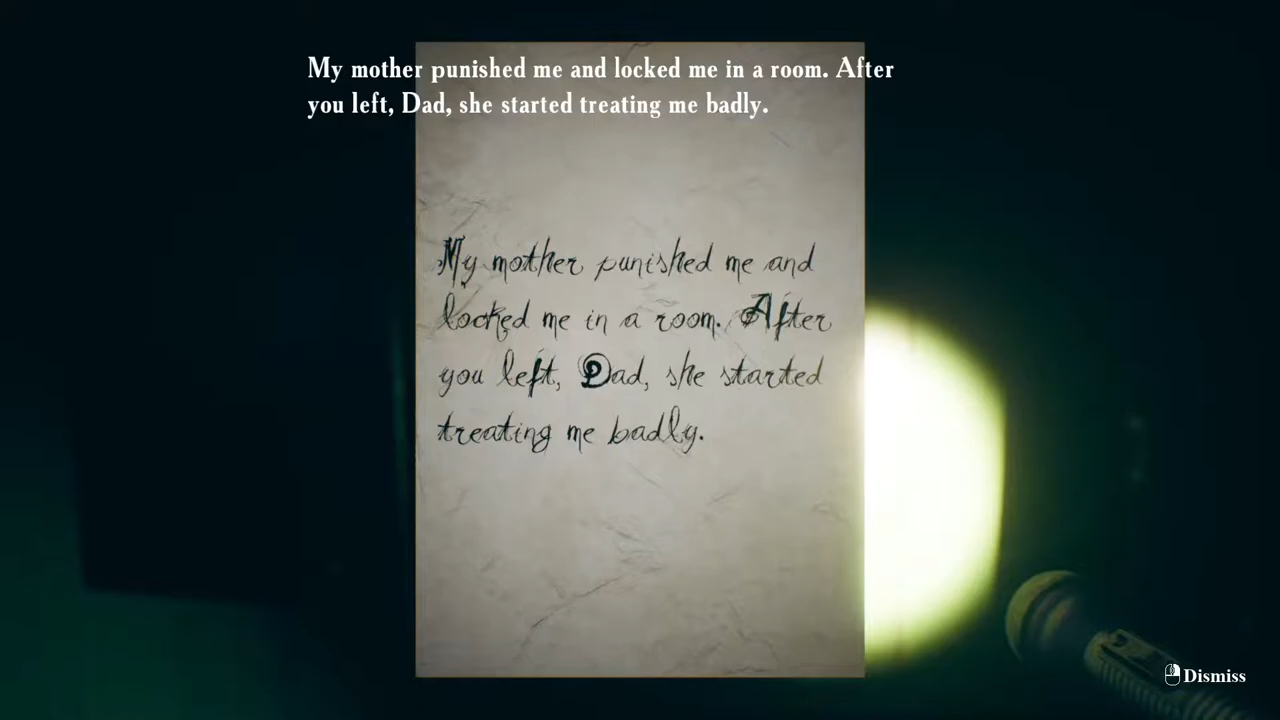 My mother punished me and locked me in a room. After
you left, Dad, she started treating me badly.
My mother punished me and
locked me in a room. After
you left, Dad, she started
treating me badly.
Dismiss